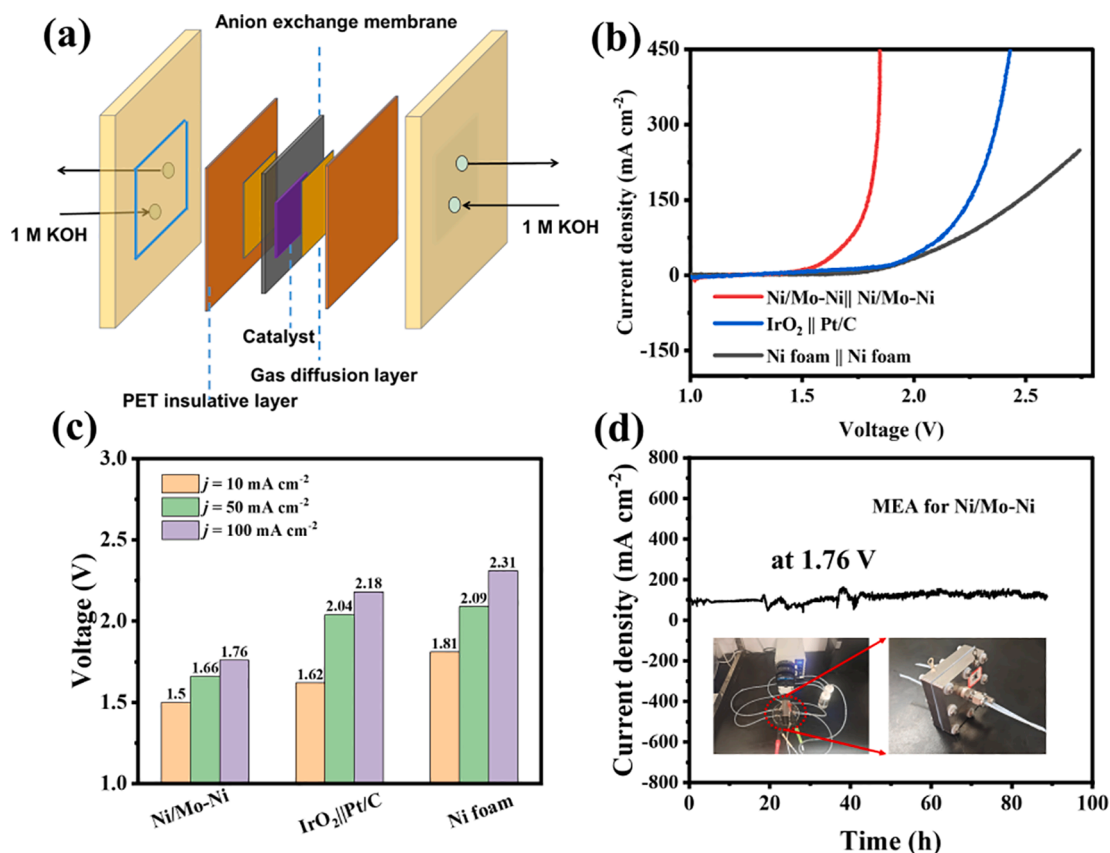 (a)
Anion exchange membrane
1 M KOH
1 M KOH
Catalyst
Gas diffusion layer
PET insulative layer
(b)
Current density (mA cm⁻²)
450
300
150
0
-150
1.0
1.5
2.0
2.5
Voltage (V)
Ni/Mo-Ni|| Ni/Mo-Ni
IrO₂ || Pt/C
Ni foam || Ni foam
(c)
Voltage (V)
3.0
2.5
2.0
1.5
1.0
j = 10 mA cm⁻²
j = 50 mA cm⁻²
j = 100 mA cm⁻²
1.5
1.66
1.76
1.62
2.04
2.18
1.81
2.09
2.31
Ni/Mo-Ni
IrO₂||Pt/C
Ni foam
(d)
Current density (mA cm⁻²)
800
600
400
200
0
-200
-400
-600
-800
MEA for Ni/Mo-Ni
at 1.76 V
0
20
40
60
80
100
Time (h)